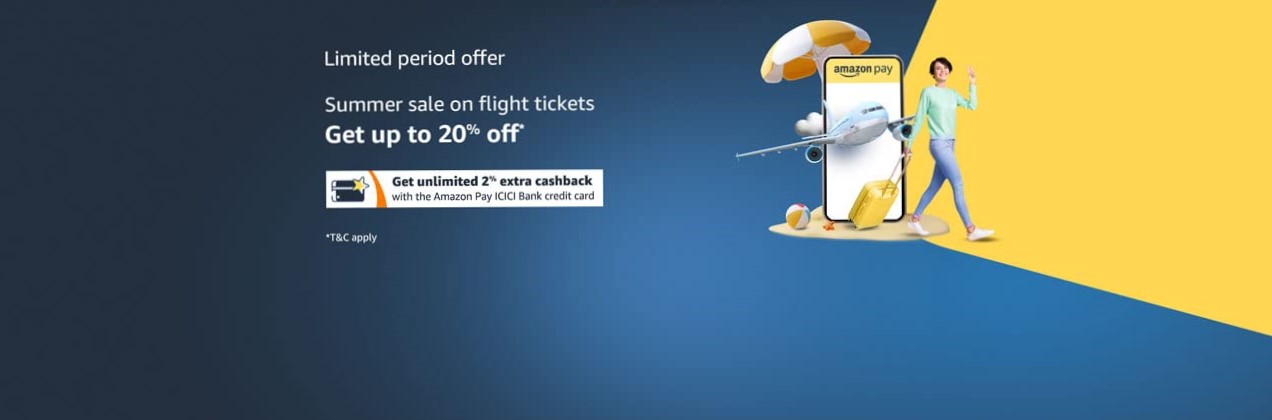 Limited period offer
Summer sale on flight tickets
Get up to 20% off*
Get unlimited 2% extra cashback
with the Amazon Pay ICICI Bank credit card
*T&C apply
amazon pay